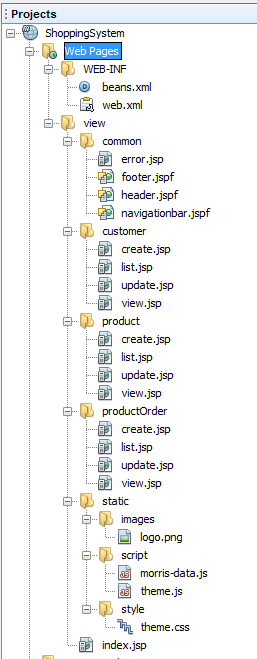 Projects
ShoppingSystem
Web Pages
WEB-INF
beans.xml
web.xml
view
common
error.jsp
footer.jspf
header.jspf
navigationbar.jspf
customer
create.jsp
list.jsp
update.jsp
view.jsp
product
create.jsp
list.jsp
update.jsp
view.jsp
productOrder
create.jsp
list.jsp
update.jsp
view.jsp
static
images
logo.png
script
morris-data.js
theme.js
style
theme.css
index.jsp